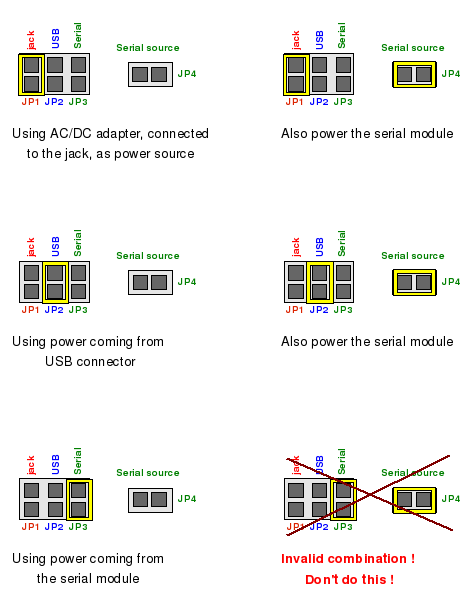 jack USB Serial jack USB Serial
Serial source Serial source
JP4 JP4
JP1 JP2 JP3 JP1 JP2 JP3
Using AC/DC adapter, connected Also power the serial module
to the jack, as power source
jack USB Serial jack USB Serial
Serial source Serial source
JP4 JP4
JP1 JP2 JP3 JP1 JP2 JP3
Using power coming from Also power the serial module
USB connector
jack USB Serial jack USB Serial
Serial source Serial source
JP4 JP4
JP1 JP2 JP3 JP1 JP2 JP3
Using power coming from Invalid combination !
the serial module Don't do this !